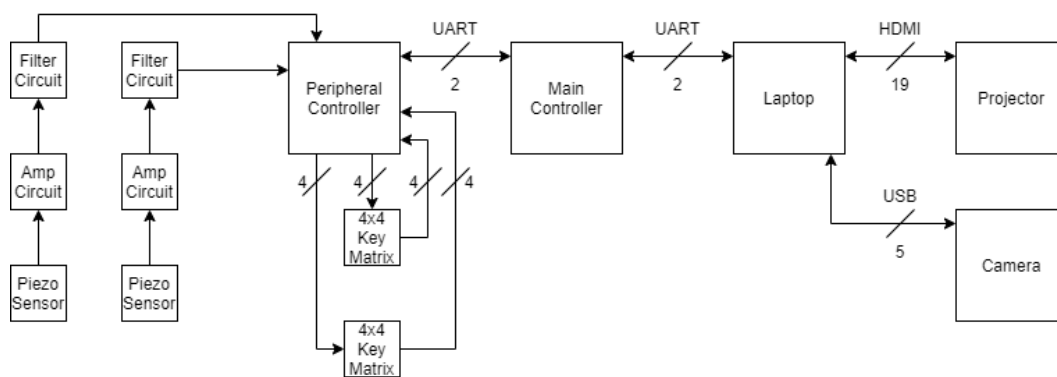 UART
UART
HDMI
Filter
Circuit
Filter
Circuit
Peripheral
Controller
2
Main
Controller
2
Laptop
19
Projector
Amp
Circuit
Amp
Circuit
4
4
4
4
4x4
Key
Matrix
USB
5
Camera
Piezo
Sensor
Piezo
Sensor
4x4
Key
Matrix